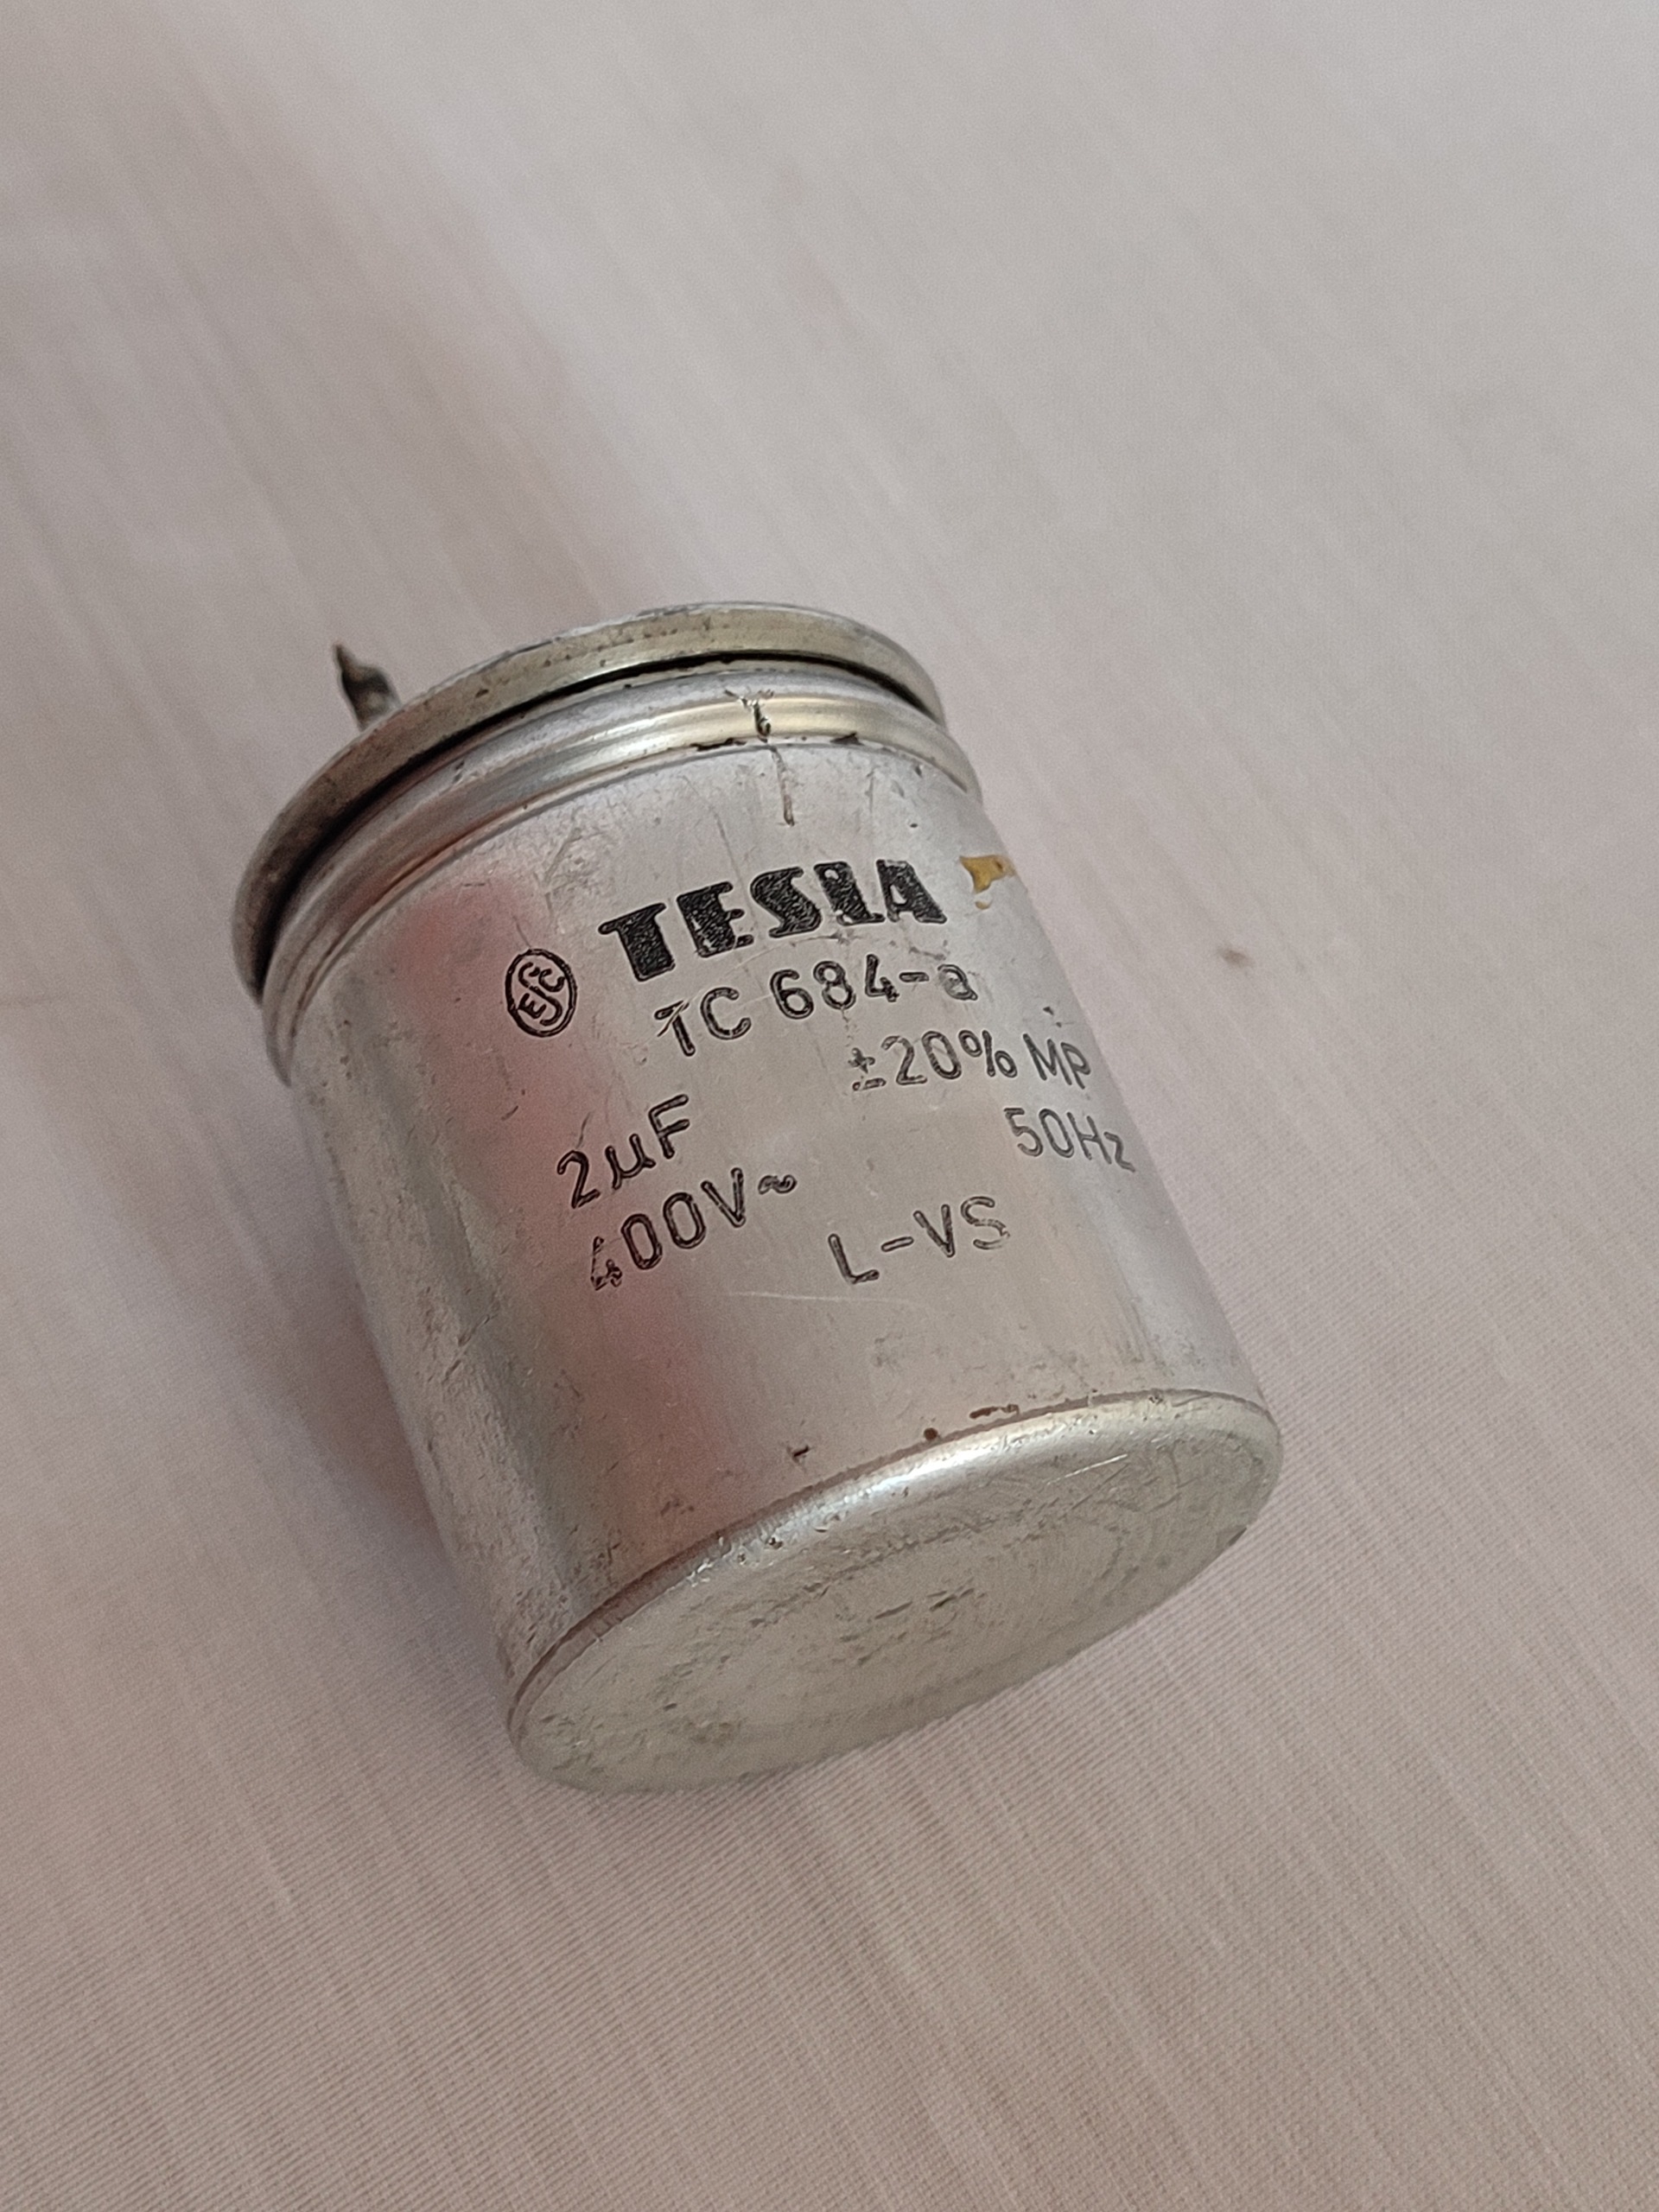 ESC TESLA
TC 684-a
2µF ±20% MP
400V~ 50Hz
L-VS